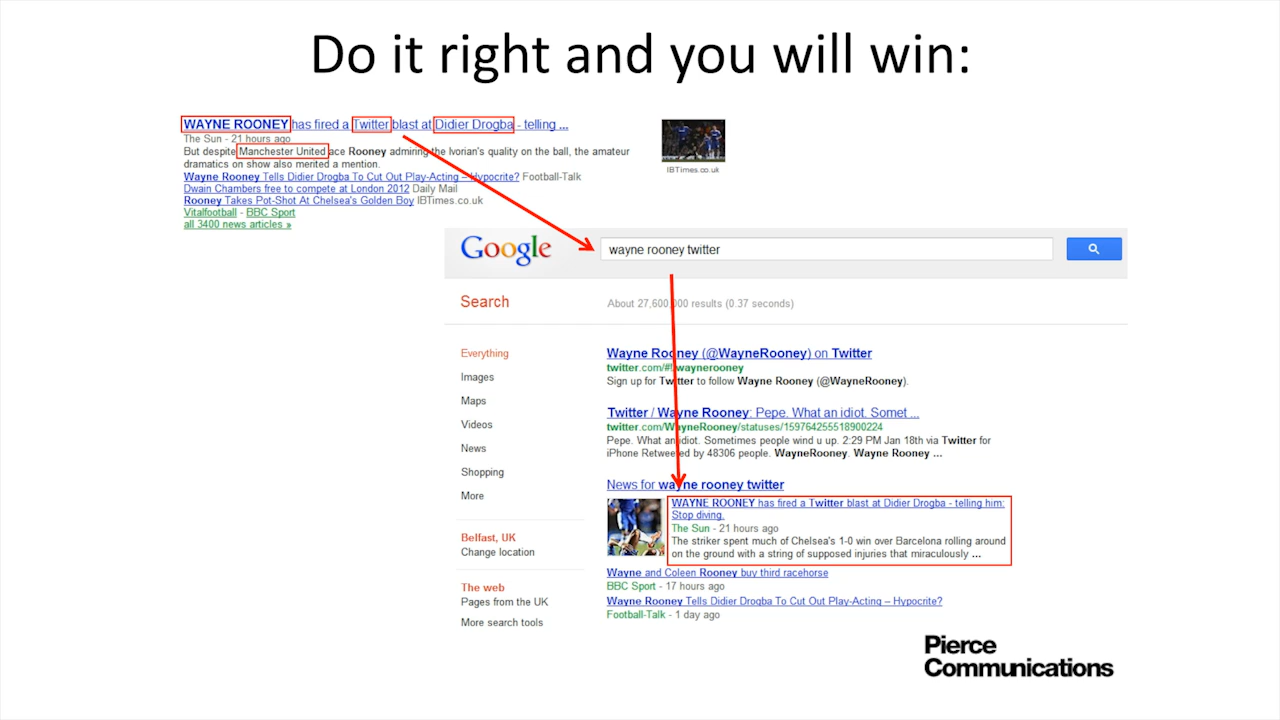 Do it right and you will win:
WAYNE ROONEY has fired a Twitter blast at Didier Drogba - telling ...
The Sun - 21 hours ago
But despite Manchester United ace Rooney admiring the Ivorian's quality on the ball, the amateur
dramatics on show also merited a mention.
Wayne Rooney Tells Didier Drogba To Cut Out Play-Acting – Hypocrite? Football-Talk
Dwain Chambers free to compete at London 2012 Daily Mail
Rooney Takes Pot-Shot At Chelsea's Golden Boy IBTimes.co.uk
Vitalfootball - BBC Sport
all 3400 news articles »
IBTimes.co.uk
Google
wayne rooney twitter
Search
About 27,600,000 results (0.37 seconds)
Everything
Images
Maps
Videos
News
Shopping
More
Belfast, UK
Change location
The web
Pages from the UK
More search tools
Wayne Rooney (@WayneRooney) on Twitter
twitter.com/#!/waynerooney
Sign up for Twitter to follow Wayne Rooney (@WayneRooney).
Twitter / Wayne Rooney: Pepe. What an idiot. Somet ...
twitter.com/WayneRooney/statuses/159764255518900224
Pepe. What an idiot. Sometimes people wind u up. 2:29 PM Jan 18th via Twitter for
iPhone Retweeted by 48306 people. WayneRooney. Wayne Rooney ...
News for wayne rooney twitter
WAYNE ROONEY has fired a Twitter blast at Didier Drogba - telling him:
Stop diving.
The Sun - 21 hours ago
The striker spent much of Chelsea's 1-0 win over Barcelona rolling around
on the ground with a string of supposed injuries that miraculously ...
Wayne and Coleen Rooney buy third racehorse
BBC Sport - 17 hours ago
Wayne Rooney Tells Didier Drogba To Cut Out Play-Acting – Hypocrite?
Football-Talk - 1 day ago
Pierce
Communications